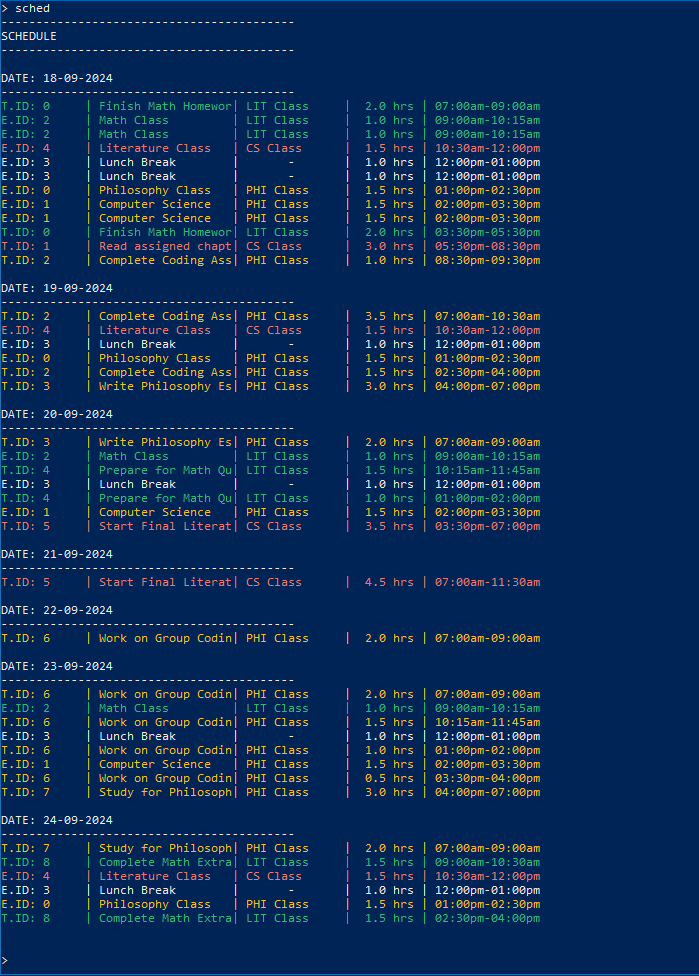 > sched
------------------------------------------
SCHEDULE
------------------------------------------

DATE: 18-09-2024
------------------------------------------
T.ID: 0     | Finish Math Homewor| LIT Class     |  2.0 hrs | 07:00am-09:00am
E.ID: 2     | Math Class         | LIT Class     |  1.0 hrs | 09:00am-10:15am
E.ID: 2     | Math Class         | LIT Class     |  1.0 hrs | 09:00am-10:15am
E.ID: 4     | Literature Class   | CS Class      |  1.5 hrs | 10:30am-12:00pm
E.ID: 3     | Lunch Break        |       -       |  1.0 hrs | 12:00pm-01:00pm
E.ID: 3     | Lunch Break        |       -       |  1.0 hrs | 12:00pm-01:00pm
E.ID: 0     | Philosophy Class   | PHI Class     |  1.5 hrs | 01:00pm-02:30pm
E.ID: 1     | Computer Science   | PHI Class     |  1.5 hrs | 02:00pm-03:30pm
E.ID: 1     | Computer Science   | PHI Class     |  1.5 hrs | 02:00pm-03:30pm
T.ID: 0     | Finish Math Homewor| LIT Class     |  2.0 hrs | 03:30pm-05:30pm
T.ID: 1     | Read assigned chapt| CS Class      |  3.0 hrs | 05:30pm-08:30pm
T.ID: 2     | Complete Coding Ass| PHI Class     |  1.0 hrs | 08:30pm-09:30pm

DATE: 19-09-2024
------------------------------------------
T.ID: 2     | Complete Coding Ass| PHI Class     |  3.5 hrs | 07:00am-10:30am
E.ID: 4     | Literature Class   | CS Class      |  1.5 hrs | 10:30am-12:00pm
E.ID: 3     | Lunch Break        |       -       |  1.0 hrs | 12:00pm-01:00pm
E.ID: 0     | Philosophy Class   | PHI Class     |  1.5 hrs | 01:00pm-02:30pm
T.ID: 2     | Complete Coding Ass| PHI Class     |  1.5 hrs | 02:30pm-04:00pm
T.ID: 3     | Write Philosophy Es| PHI Class     |  3.0 hrs | 04:00pm-07:00pm

DATE: 20-09-2024
------------------------------------------
T.ID: 3     | Write Philosophy Es| PHI Class     |  2.0 hrs | 07:00am-09:00am
E.ID: 2     | Math Class         | LIT Class     |  1.0 hrs | 09:00am-10:15am
T.ID: 4     | Prepare for Math Qu| LIT Class     |  1.5 hrs | 10:15am-11:45am
E.ID: 3     | Lunch Break        |       -       |  1.0 hrs | 12:00pm-01:00pm
T.ID: 4     | Prepare for Math Qu| LIT Class     |  1.0 hrs | 01:00pm-02:00pm
E.ID: 1     | Computer Science   | PHI Class     |  1.5 hrs | 02:00pm-03:30pm
T.ID: 5     | Start Final Literat| CS Class      |  3.5 hrs | 03:30pm-07:00pm

DATE: 21-09-2024
------------------------------------------
T.ID: 5     | Start Final Literat| CS Class      |  4.5 hrs | 07:00am-11:30am

DATE: 22-09-2024
------------------------------------------
T.ID: 6     | Work on Group Codin| PHI Class     |  2.0 hrs | 07:00am-09:00am

DATE: 23-09-2024
------------------------------------------
T.ID: 6     | Work on Group Codin| PHI Class     |  2.0 hrs | 07:00am-09:00am
E.ID: 2     | Math Class         | LIT Class     |  1.0 hrs | 09:00am-10:15am
T.ID: 6     | Work on Group Codin| PHI Class     |  1.5 hrs | 10:15am-11:45am
E.ID: 3     | Lunch Break        |       -       |  1.0 hrs | 12:00pm-01:00pm
T.ID: 6     | Work on Group Codin| PHI Class     |  1.0 hrs | 01:00pm-02:00pm
E.ID: 1     | Computer Science   | PHI Class     |  1.5 hrs | 02:00pm-03:30pm
T.ID: 6     | Work on Group Codin| PHI Class     |  0.5 hrs | 03:30pm-04:00pm
T.ID: 7     | Study for Philosoph| PHI Class     |  3.0 hrs | 04:00pm-07:00pm

DATE: 24-09-2024
------------------------------------------
T.ID: 7     | Study for Philosoph| PHI Class     |  2.0 hrs | 07:00am-09:00am
T.ID: 8     | Complete Math Extra| LIT Class     |  1.5 hrs | 09:00am-10:30am
E.ID: 4     | Literature Class   | CS Class      |  1.5 hrs | 10:30am-12:00pm
E.ID: 3     | Lunch Break        |       -       |  1.0 hrs | 12:00pm-01:00pm
E.ID: 0     | Philosophy Class   | PHI Class     |  1.5 hrs | 01:00pm-02:30pm
T.ID: 8     | Complete Math Extra| LIT Class     |  1.5 hrs | 02:30pm-04:00pm

>